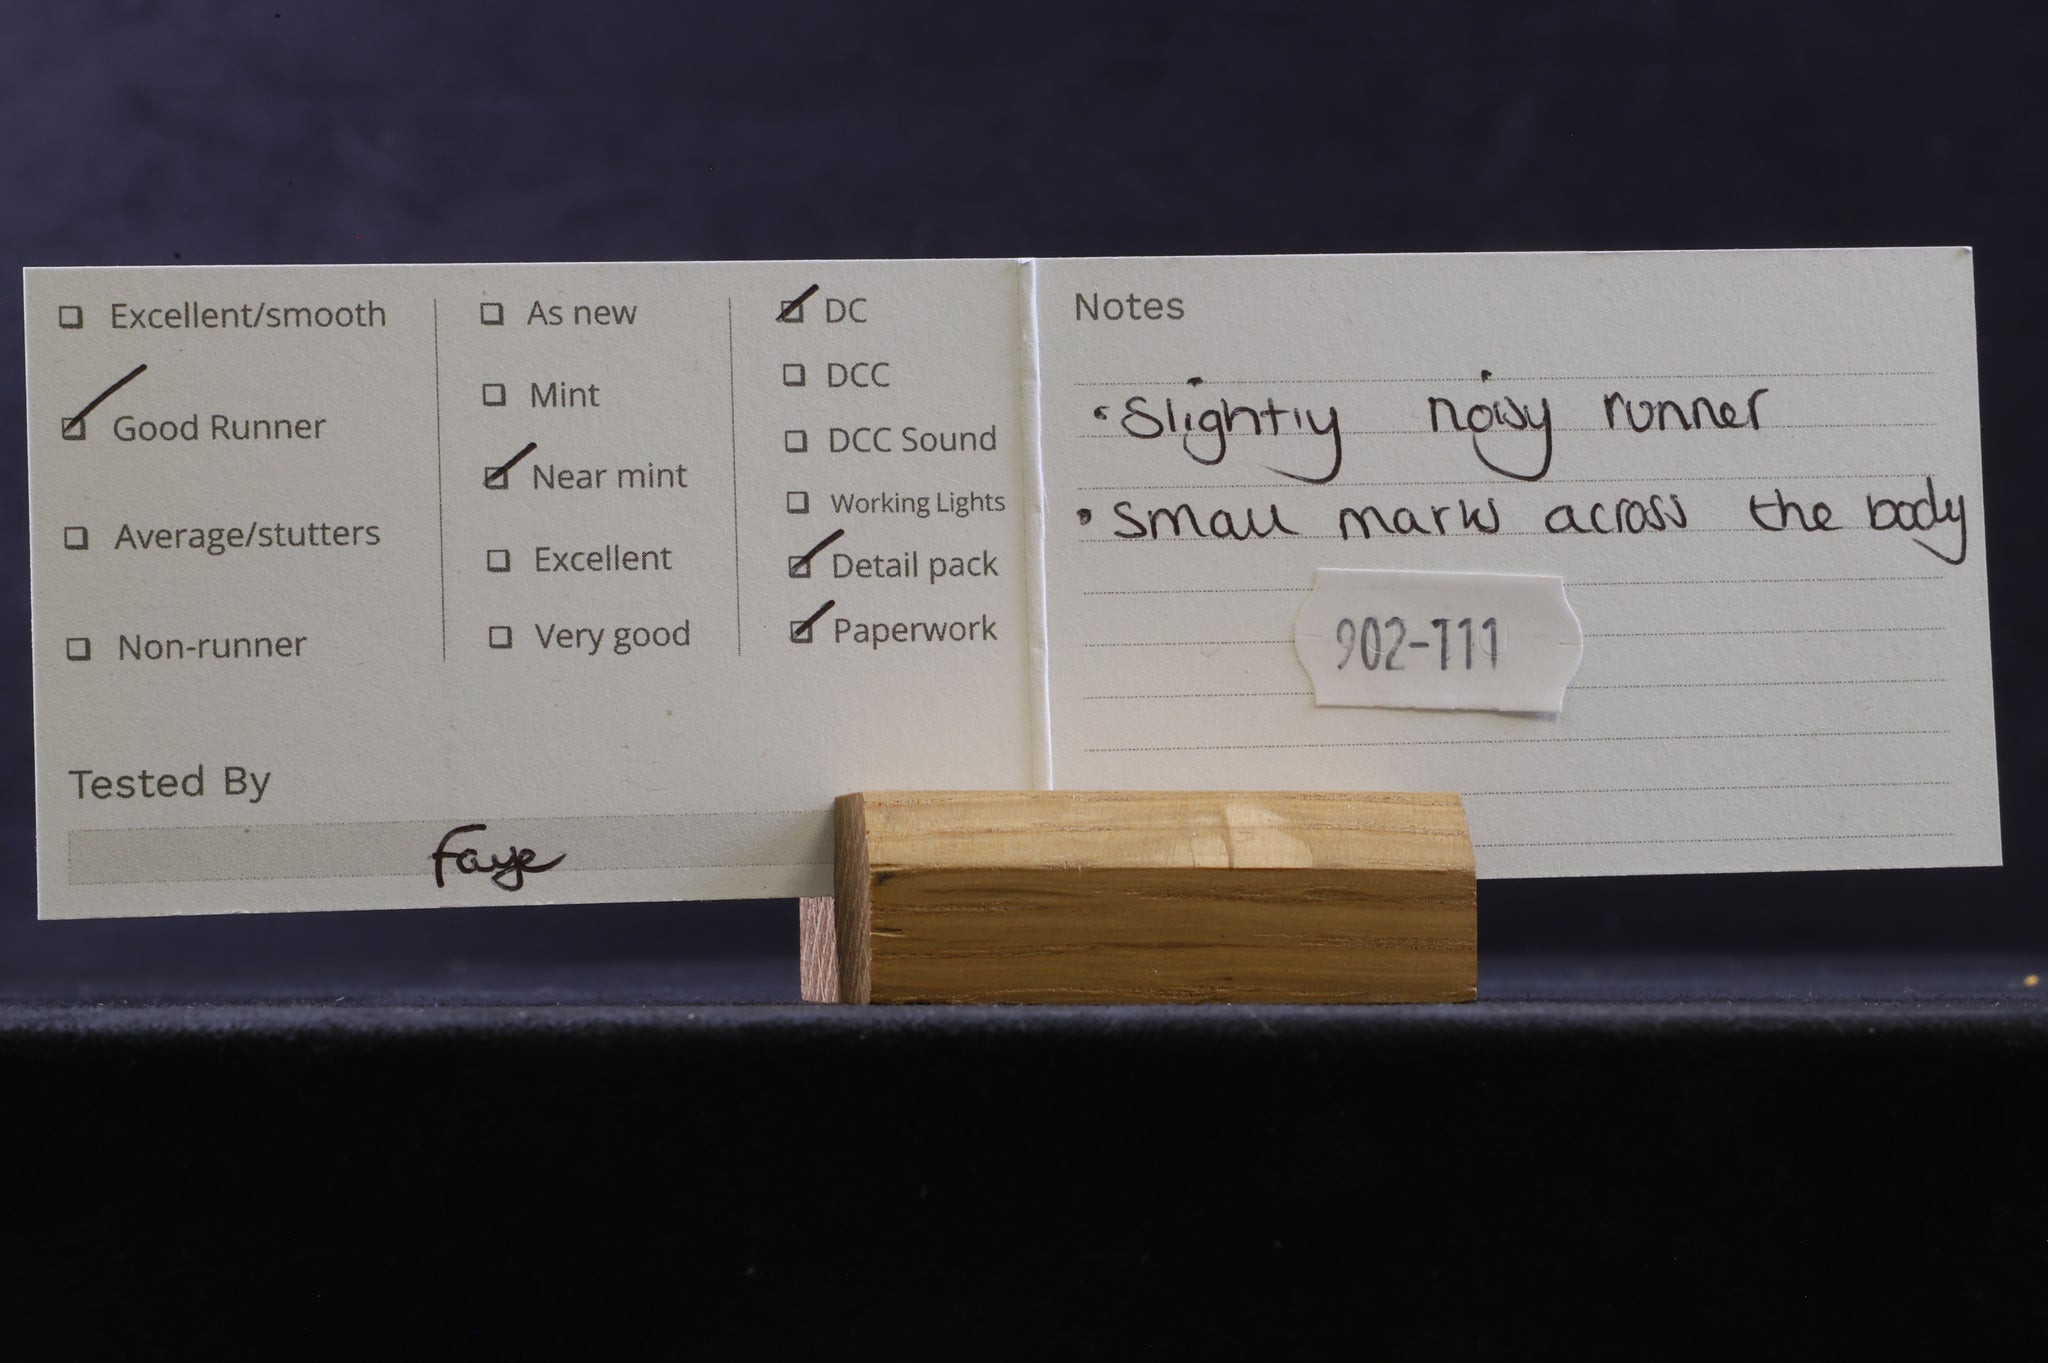 Excellent/smooth
Good Runner
Average/stutters
Non-runner
As new
Mint
Near mint
Excellent
Very good
DC
DCC
DCC Sound
Working Lights
Detail pack
Paperwork
Tested By
Faye
Notes
• Slightly noisy runner
• Small marks across the body
902-111